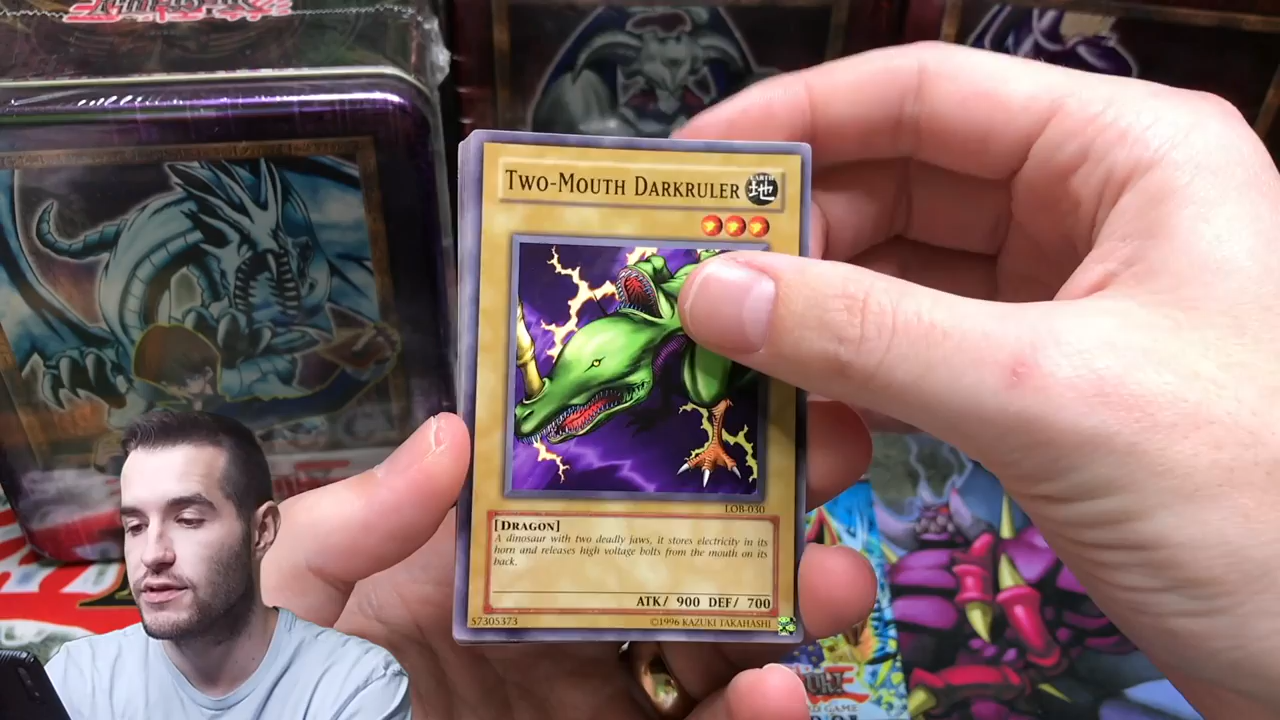 TWO-MOUTH DARKRULER
EARTH
地
LOB-030
[DRAGON]
A dinosaur with two deadly jaws, it stores electricity in its
horn and releases high voltage bolts from the mouth on its
back.
ATK/ 900 DEF/ 700
57305373
©1996 KAZUKI TAKAHASHI